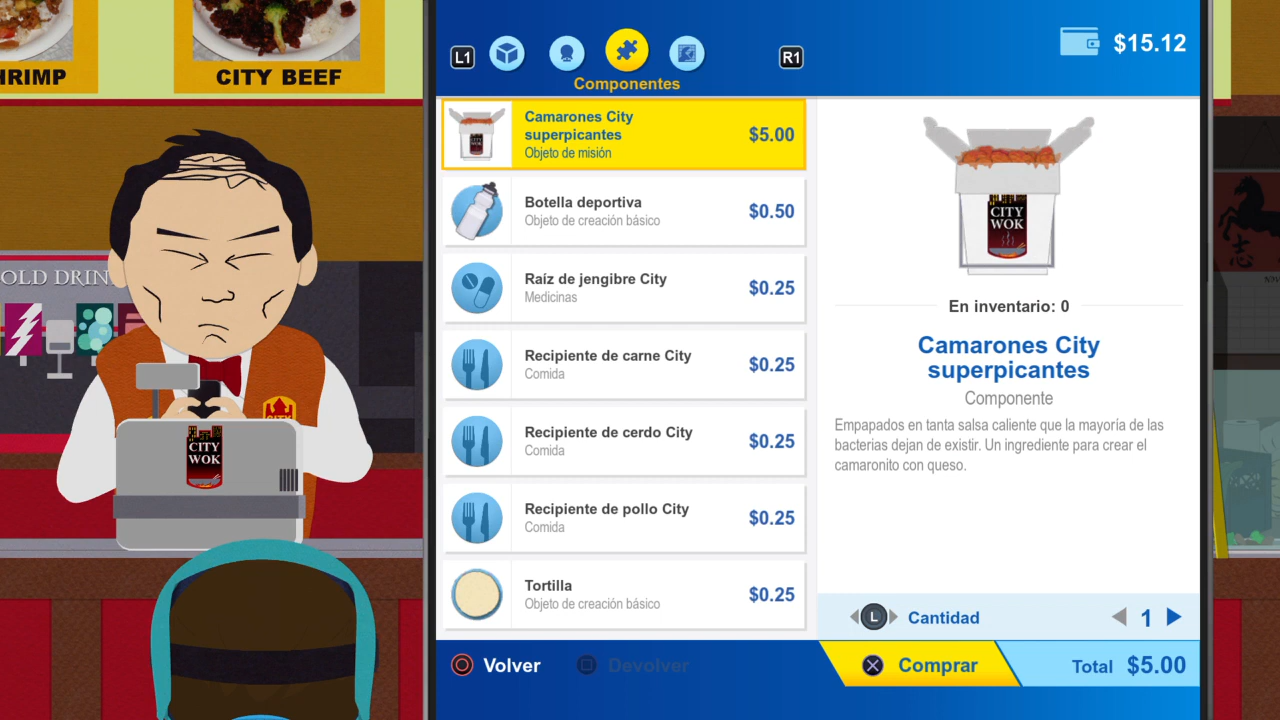 HRIMP
CITY BEEF
OLD DRIN
CITY
WOK
CITY
L1
R1
Componentes
$15.12
Camarones City
superpicantes
Objeto de misión
$5.00
Botella deportiva
Objeto de creación básico
$0.50
Raíz de jengibre City
Medicinas
$0.25
Recipiente de carne City
Comida
$0.25
Recipiente de cerdo City
Comida
$0.25
Recipiente de pollo City
Comida
$0.25
Tortilla
Objeto de creación básico
$0.25
CITY
WOK
En inventario: 0
Camarones City
superpicantes
Componente
Empapados en tanta salsa caliente que la mayoría de las
bacterias dejan de existir. Un ingrediente para crear el
camaronito con queso.
L Cantidad
1
Volver
Devolver
Comprar
Total $5.00
志